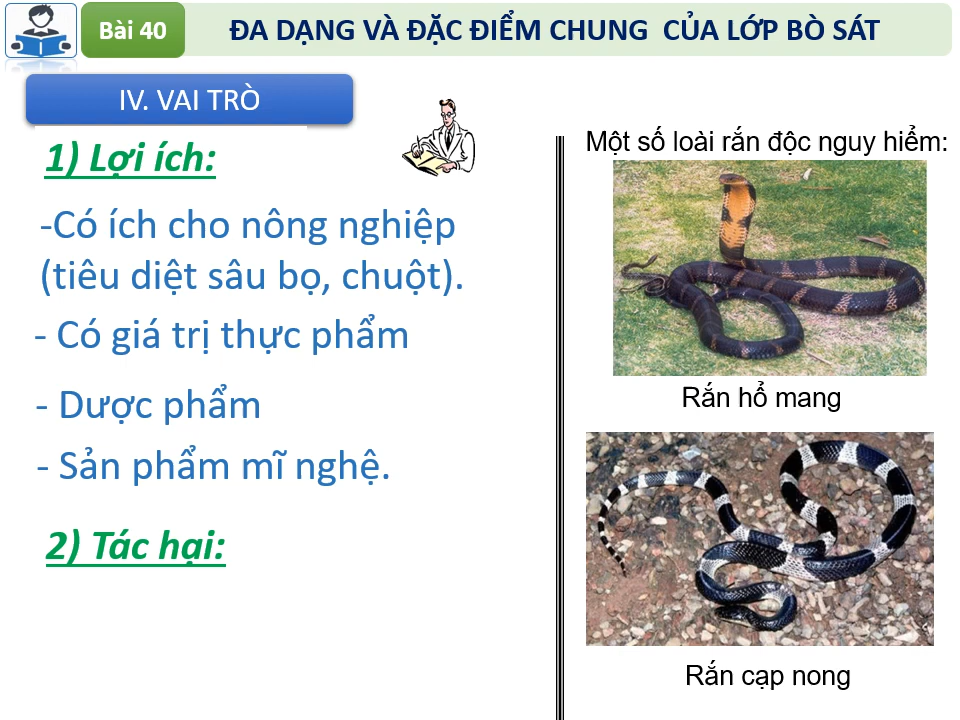 Bài 40
ĐA DẠNG VÀ ĐẶC ĐIỂM CHUNG CỦA LỚP BÒ SÁT
IV. VAI TRÒ
1) Lợi ích:
-Có ích cho nông nghiệp
(tiêu diệt sâu bọ, chuột).
- Có giá trị thực phẩm
- Dược phẩm
- Sản phẩm mĩ nghệ.
2) Tác hại:
Một số loài rắn độc nguy hiểm:
Rắn hổ mang
Rắn cạp nong